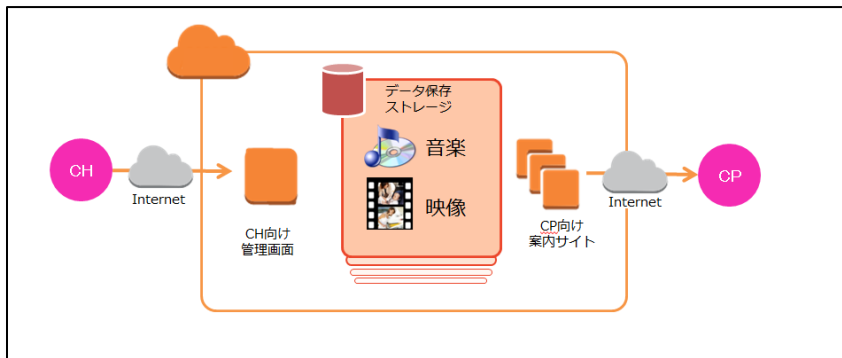 データ保存
ストレージ
音楽
映像
CH
Internet
CH向け
管理画面
CP向け
案内サイト
Internet
CP